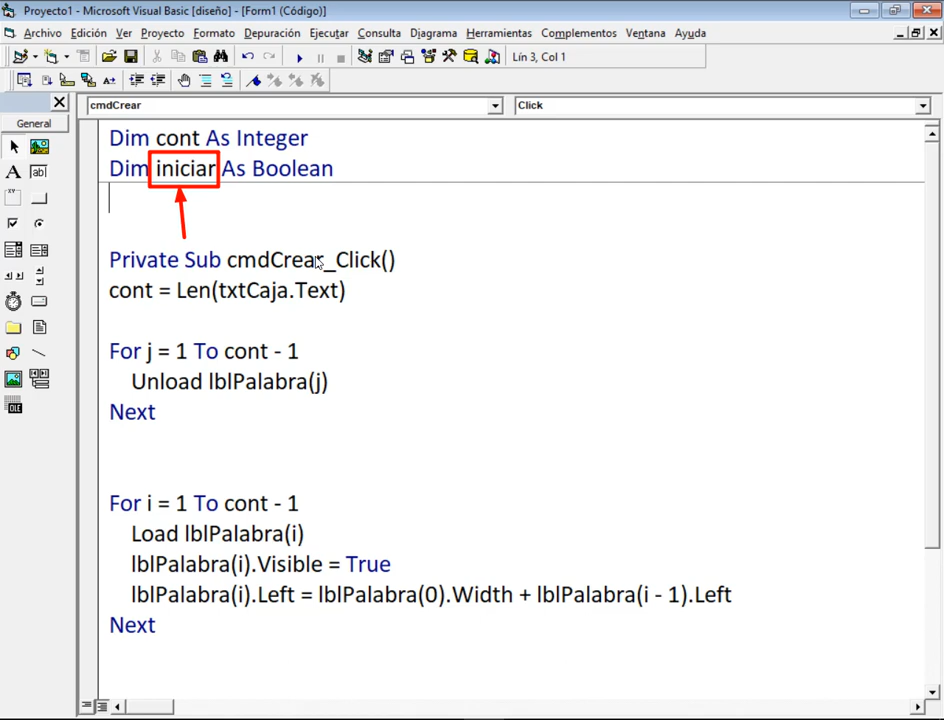 Proyecto1 - Microsoft Visual Basic [diseño] - [Form1 (Código)]
Archivo Edición Ver Proyecto Formato Depuración Ejecutar Consulta Diagrama Herramientas Complementos Ventana Ayuda
Lín 3, Col 1
General
cmdCrear
Click
A
abl
xy
OLE
Dim cont As Integer
Dim iniciar As Boolean
Private Sub cmdCrear_Click()
cont = Len(txtCaja.Text)
For j = 1 To cont - 1
Unload lblPalabra(j)
Next
For i = 1 To cont - 1
Load lblPalabra(i)
lblPalabra(i).Visible = True
lblPalabra(i).Left = lblPalabra(0).Width + lblPalabra(i - 1).Left
Next